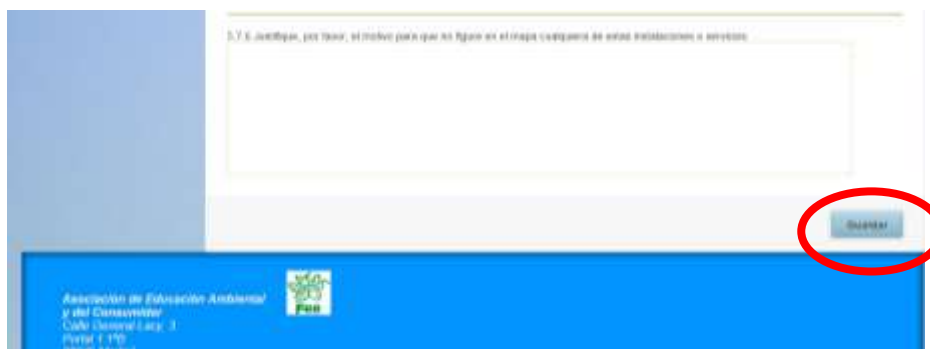 3.7.6 Justifique, por favor, el motivo para que no figure en el mapa cualquiera de estas instalaciones o servicios
Guardar
Asociación de Educación Ambiental
y del Consumidor
Calle General Lacy, 3
Portal 1 1ºB